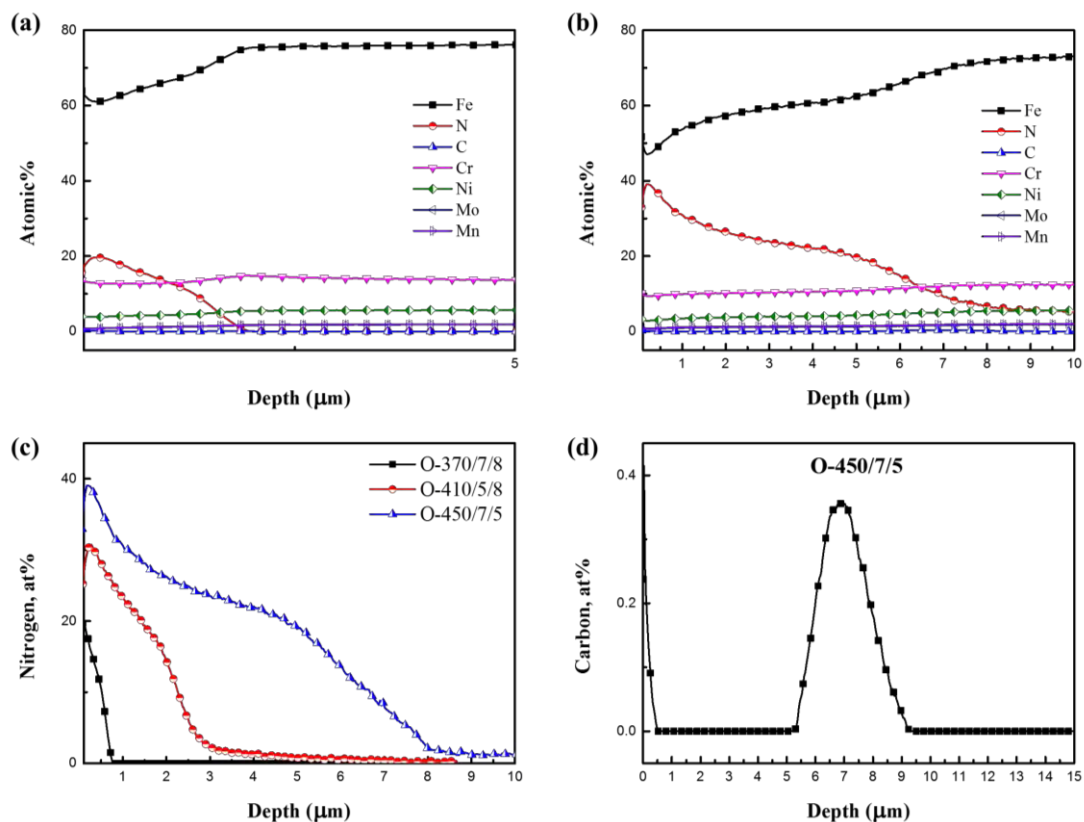 (a)
80
60
40
20
0
Atomic%
Fe
N
C
Cr
Ni
Mo
Mn
5
Depth (μm)
(b)
80
60
40
20
0
Atomic%
Fe
N
C
Cr
Ni
Mo
Mn
1 2 3 4 5 6 7 8 9 10
Depth (μm)
(c)
40
20
0
Nitrogen, at%
O-370/7/8
O-410/5/8
O-450/7/5
1 2 3 4 5 6 7 8 9 10
Depth (μm)
(d)
O-450/7/5
0.4
0.2
0.0
Carbon, at%
0 1 2 3 4 5 6 7 8 9 10 11 12 13 14 15
Depth (μm)